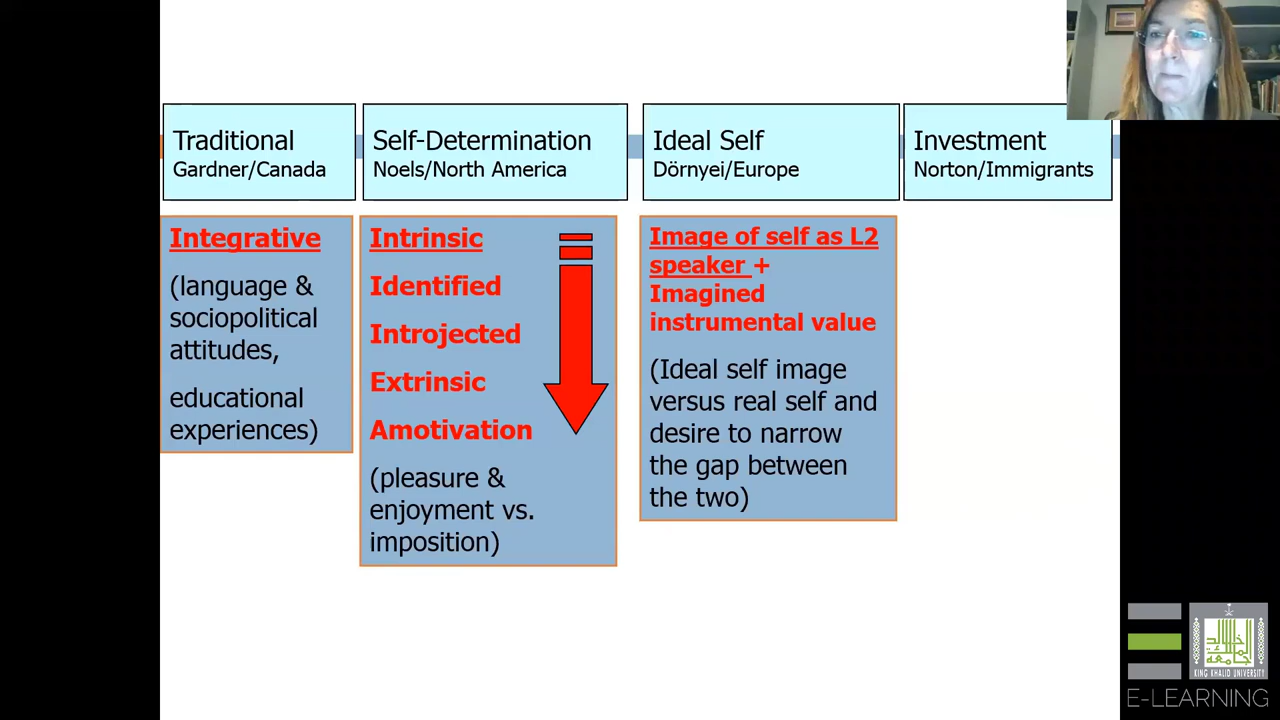 Traditional
Gardner/Canada
Self-Determination
Noels/North America
Ideal Self
Dörnyei/Europe
Investment
Norton/Immigrants
Integrative
(language &
sociopolitical
attitudes,
educational
experiences)
Intrinsic
Identified
Introjected
Extrinsic
Amotivation
(pleasure &
enjoyment vs.
imposition)
Image of self as L2
speaker +
Imagined
instrumental value
(Ideal self image
versus real self and
desire to narrow
the gap between
the two)
KING KHALID UNIVERSITY
E-LEARNING